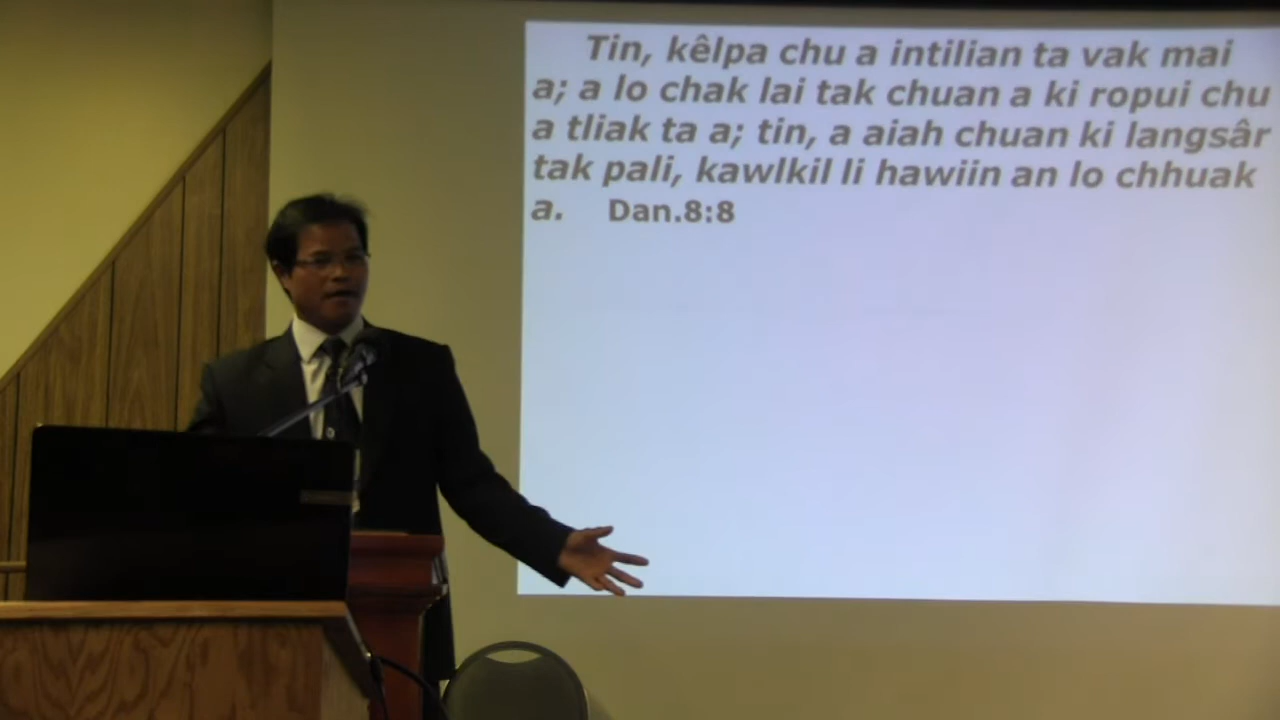 Tin, kêlpa chu a intilian ta vak mai
a; a lo chak lai tak chuan a ki ropui chu
a tliak ta a; tin, a aiah chuan ki langsâr
tak pali, kawlkil li hawiin an lo chhuak
a. Dan.8:8